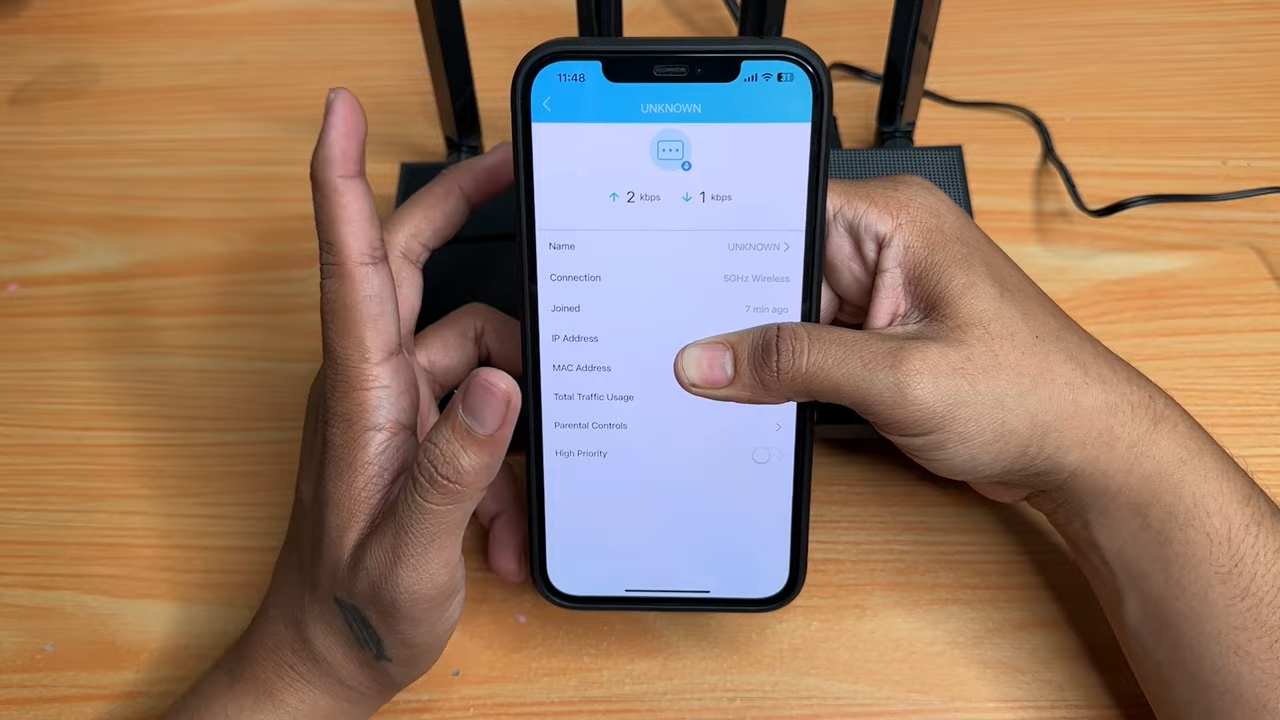 11:48
31
UNKNOWN
2 kbps 1 kbps
Name UNKNOWN
Connection 5GHz Wireless
Joined 7 min ago
IP Address
MAC Address
Total Traffic Usage
Parental Controls
High Priority